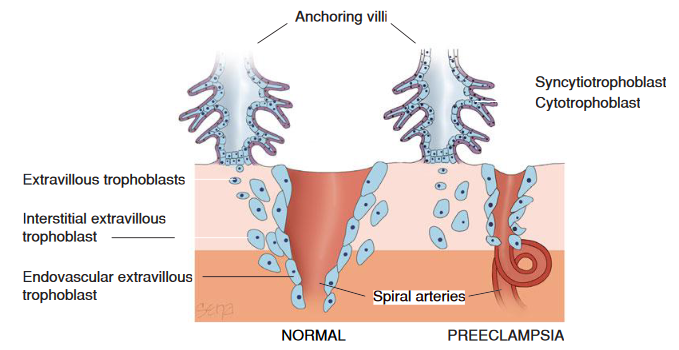 Anchoring villi
Syncytiotrophoblast
Cytotrophoblast
Extravillous trophoblasts
Interstitial extravillous
trophoblast
Endovascular extravillous
trophoblast
Spiral arteries
NORMAL
PREECLAMPSIA